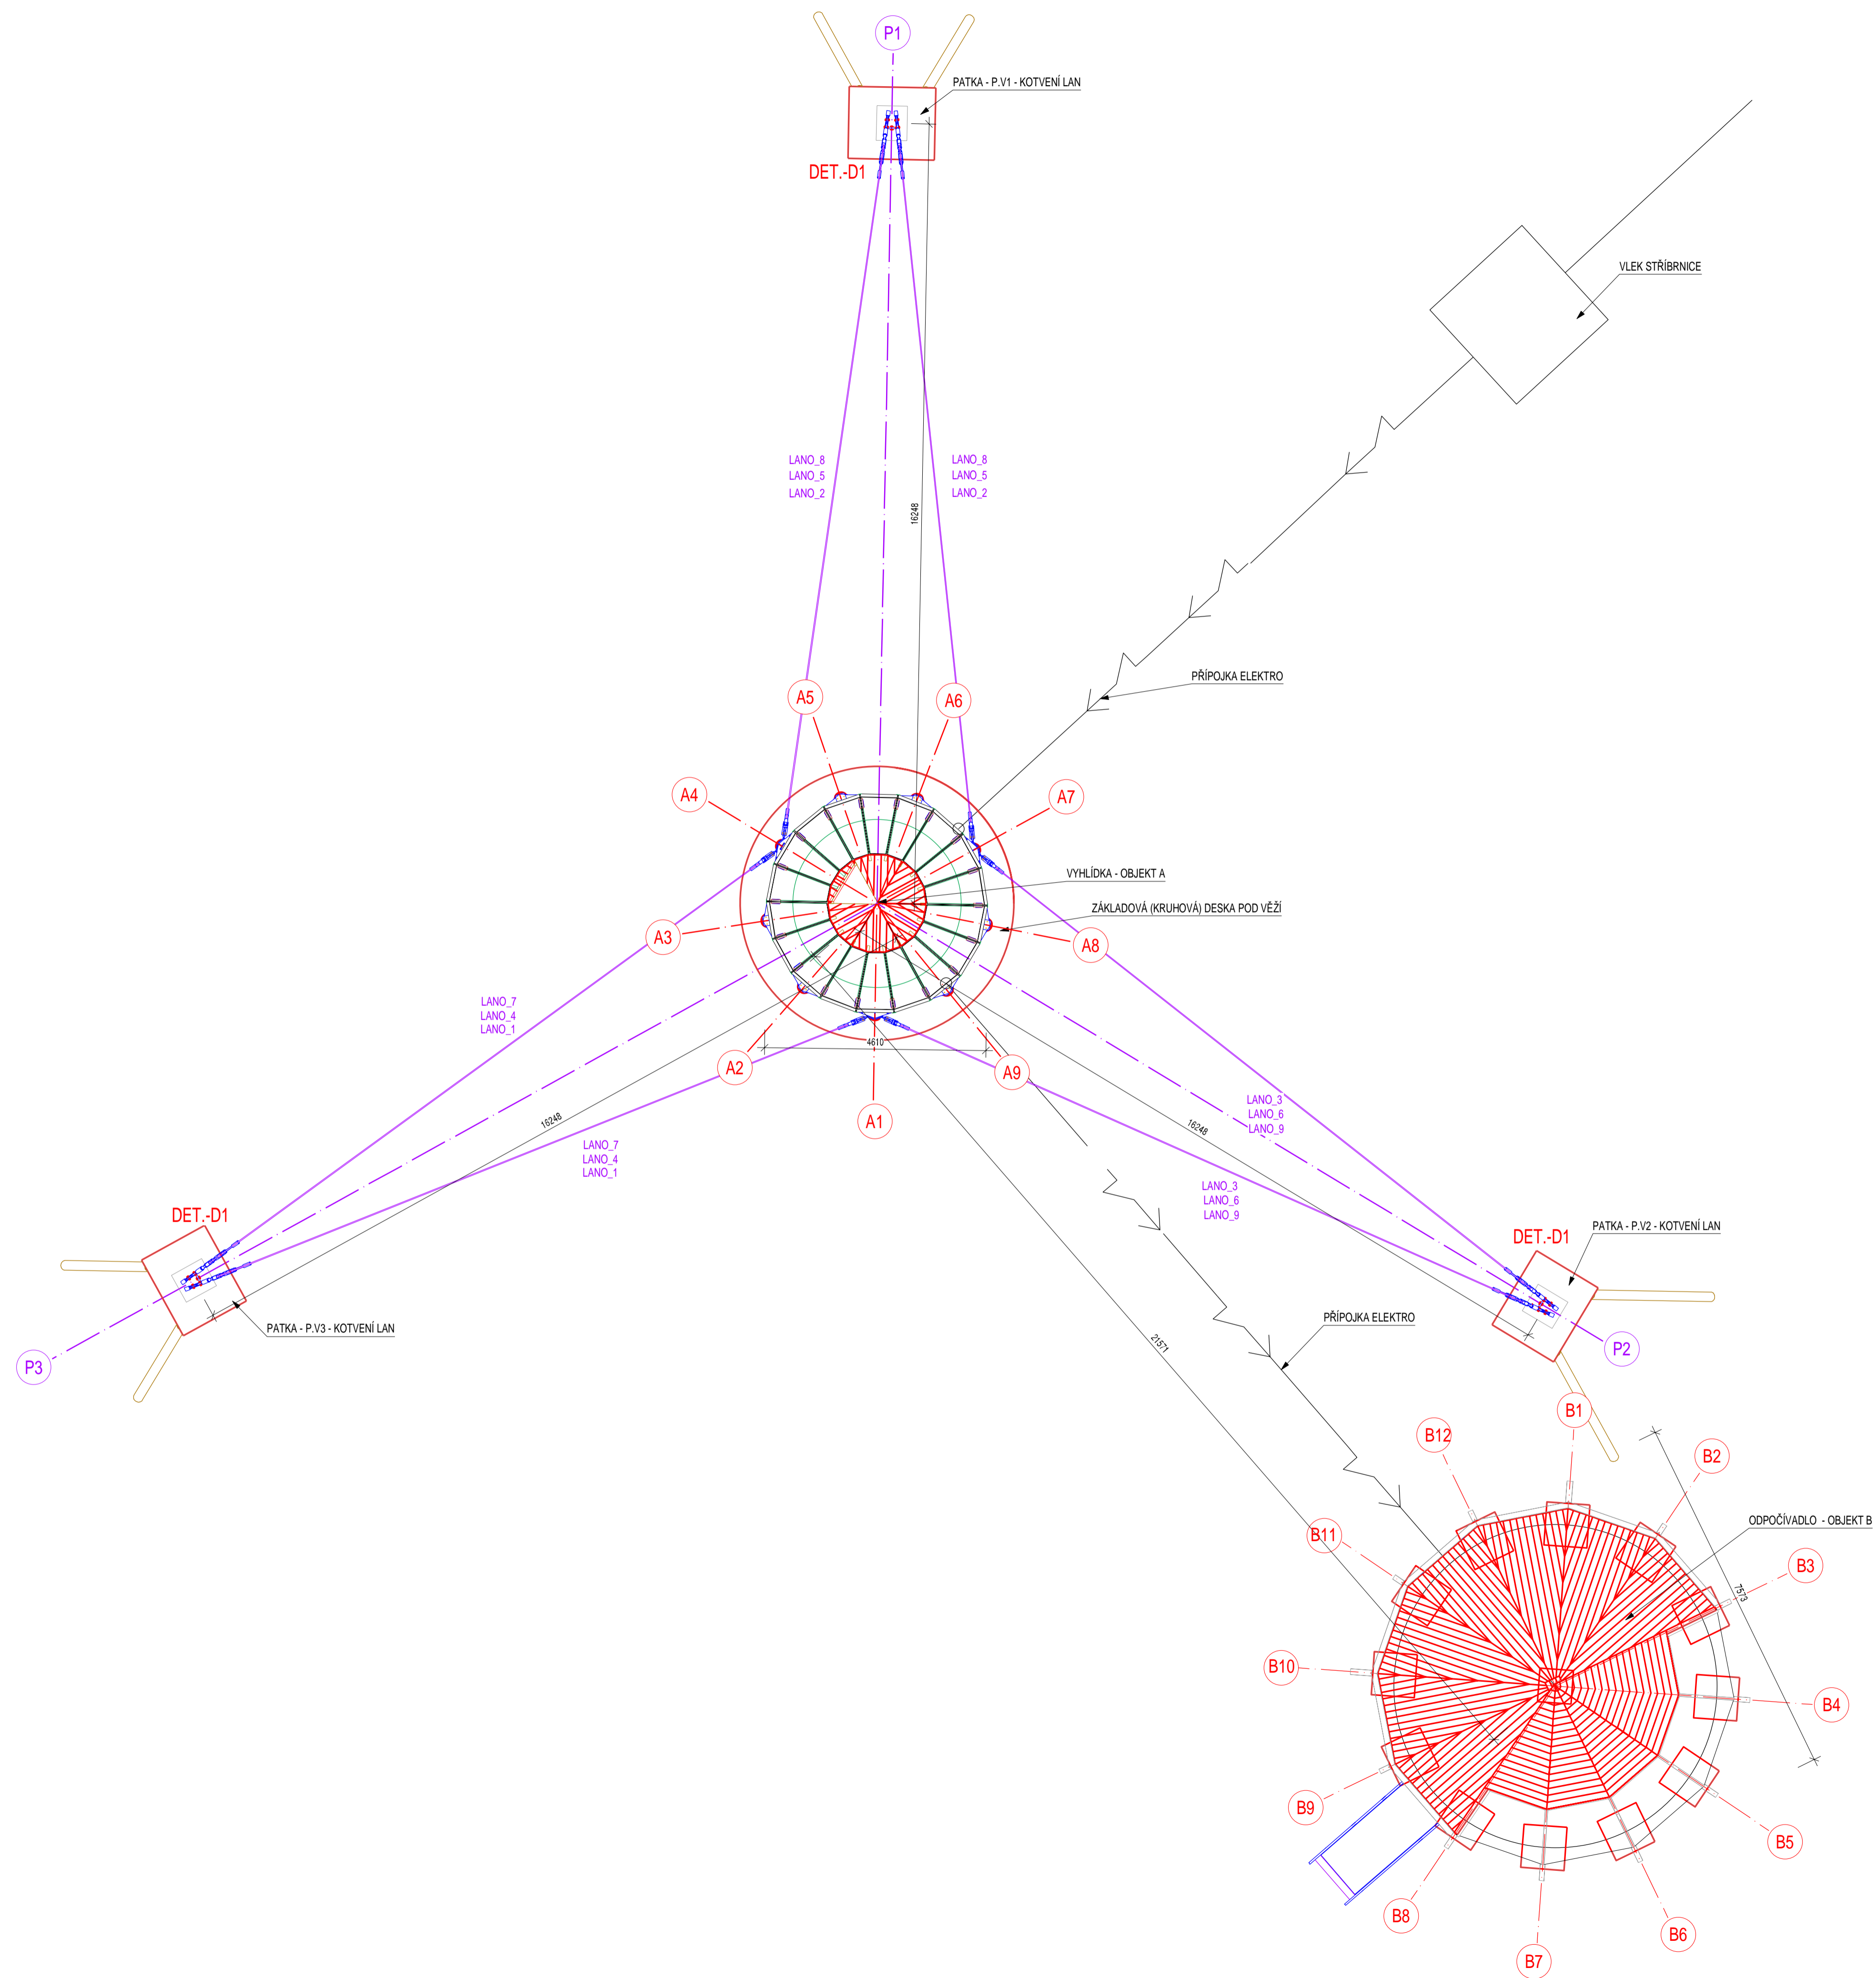 P1
PATKA - P.V1 - KOTVENÍ LAN
DET.-D1
VLEK STŘÍBRNICE
LANO_8
LANO_5
LANO_2
LANO_8
LANO_5
LANO_2
16248
PŘÍPOJKA ELEKTRO
A5
A6
A4
A7
VYHLÍDKA - OBJEKT A
ZÁKLADOVÁ (KRUHOVÁ) DESKA POD VĚŽÍ
A3
A8
LANO_7
LANO_4
LANO_1
4610
A2
A9
A1
16248
LANO_7
LANO_4
LANO_1
LANO_3
LANO_6
LANO_9
16248
LANO_3
LANO_6
LANO_9
DET.-D1
PATKA - P.V3 - KOTVENÍ LAN
P3
DET.-D1
PATKA - P.V2 - KOTVENÍ LAN
P2
PŘÍPOJKA ELEKTRO
21571
B1
B12
B2
ODPOČÍVADLO - OBJEKT B
B11
B3
7573
B10
B4
B9
B5
B8
B6
B7